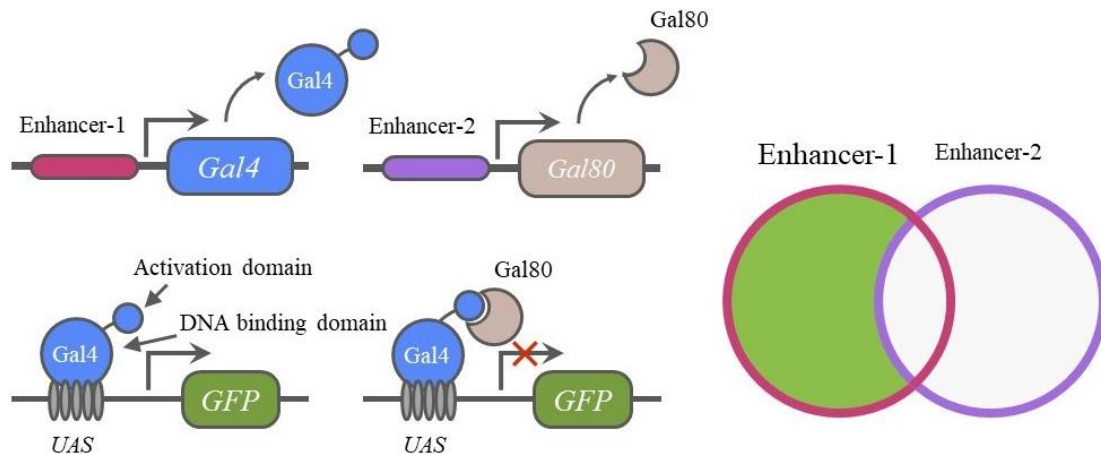 Gal80
Gal4
Enhancer-1
Enhancer-2
Gal4
Gal80
Enhancer-1
Enhancer-2
Activation domain
Gal80
DNA binding domain
Gal4
Gal4
GFP
GFP
UAS
UAS